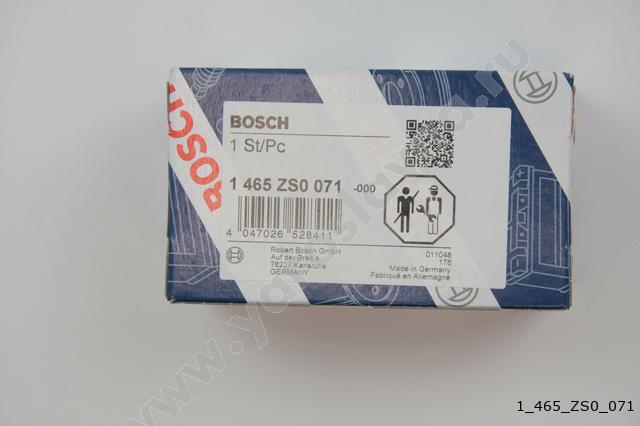 BOSCH
BOSCH
1 St/Pc
1 465 ZS0 071 -000
4 047026 528411
Robert Bosch GmbH
Auf der Breit 4
76227 Karlsruhe
GERMANY
011048
176
Made in Germany
Fabriqué en Allemagne
1_465_ZS0_071